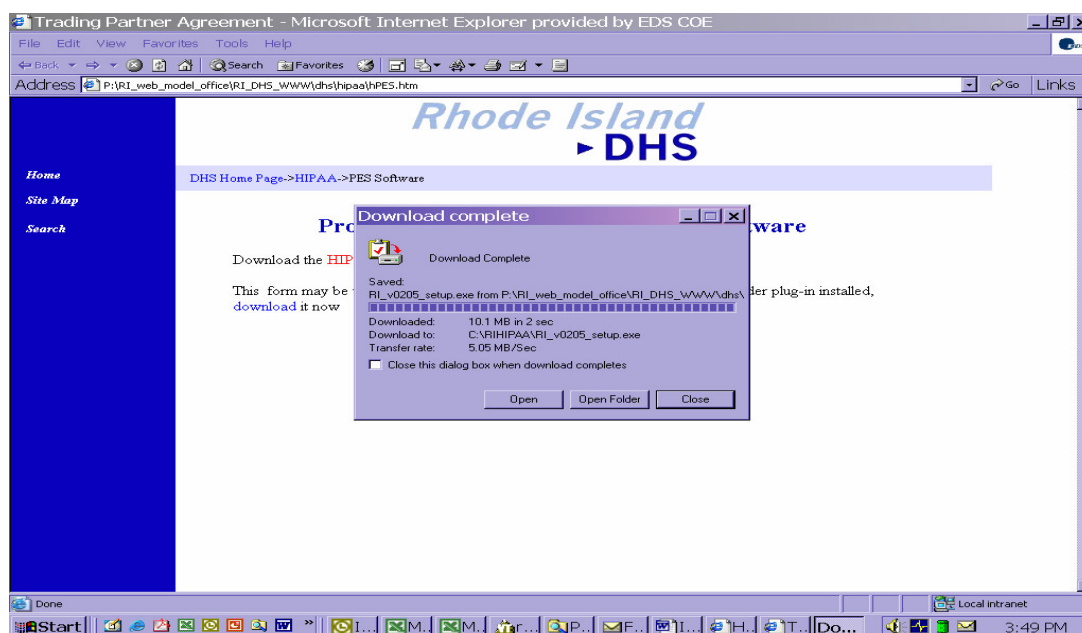 Trading Partner Agreement - Microsoft Internet Explorer provided by EDS COE
File Edit View Favorites Tools Help
Back Search Favorites
Address P:\RI_web_model_office\RI_DHS_WWW\dhs\hipaa\hPES.htm Go Links
Rhode Island
DHS
Home
DHS Home Page->HIPAA->PES Software
Site Map
Search
Download complete
Download Complete
Download the HIP
Saved:
This form may be
RI_v0205_setup.exe from P:\RI_web_model_office\RI_DHS_WWW\dhs\
plug-in installed,
download it now
Downloaded: 10.1 MB in 2 sec
Download to: C:\RIHIPAA\RI_v0205_setup.exe
Transfer rate: 5.05 MB/Sec
Close this dialog box when download completes
Open Open Folder Close
Done Local intranet
Start I... M.. M.. r... P.. F.. I... H.. T.. Do... 3:49 PM